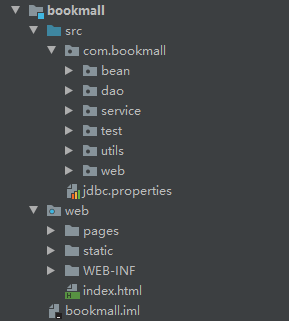 bookmall
src
com.bookmall
bean
dao
service
test
utils
web
jdbc.properties
web
pages
static
WEB-INF
index.html
bookmall.iml